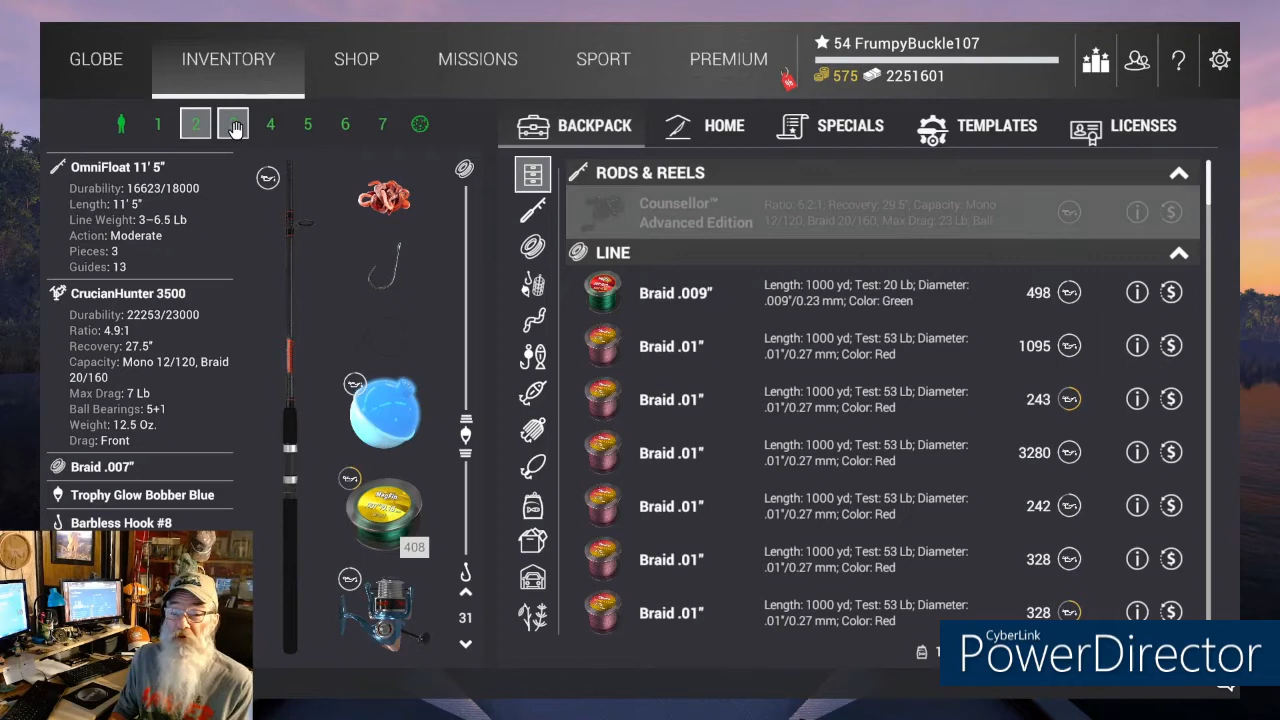 GLOBE INVENTORY SHOP MISSIONS SPORT PREMIUM
54 FrumpyBuckle107
575 2251601
1 2 3 4 5 6 7
BACKPACK HOME SPECIALS TEMPLATES LICENSES
OmniFloat 11' 5"
Durability: 16623/18000
Length: 11' 5"
Line Weight: 3–6.5 Lb
Action: Moderate
Pieces: 3
Guides: 13
CrucianHunter 3500
Durability: 22253/23000
Ratio: 4.9:1
Recovery: 27.5"
Capacity: Mono 12/120, Braid
20/160
Max Drag: 7 Lb
Ball Bearings: 5+1
Weight: 12.5 Oz.
Drag: Front
Braid .007"
Trophy Glow Bobber Blue
Barbless Hook #8
MagFin
408
31
RODS & REELS
Counsellor™
Advanced Edition
Ratio: 6.2:1; Recovery: 29.5"; Capacity: Mono
12/120, Braid 20/160; Max Drag: 23 Lb; Ball
LINE
Braid .009"
Length: 1000 yd; Test: 20 Lb; Diameter:
.009"/0.23 mm; Color: Green
498
Braid .01"
Length: 1000 yd; Test: 53 Lb; Diameter:
.01"/0.27 mm; Color: Red
1095
Braid .01"
Length: 1000 yd; Test: 53 Lb; Diameter:
.01"/0.27 mm; Color: Red
243
Braid .01"
Length: 1000 yd; Test: 53 Lb; Diameter:
.01"/0.27 mm; Color: Red
3280
Braid .01"
Length: 1000 yd; Test: 53 Lb; Diameter:
.01"/0.27 mm; Color: Red
242
Braid .01"
Length: 1000 yd; Test: 53 Lb; Diameter:
.01"/0.27 mm; Color: Red
328
Braid .01"
Length: 1000 yd; Test: 53 Lb; Diameter:
.01"/0.27 mm; Color: Red
328
CyberLink
PowerDirector